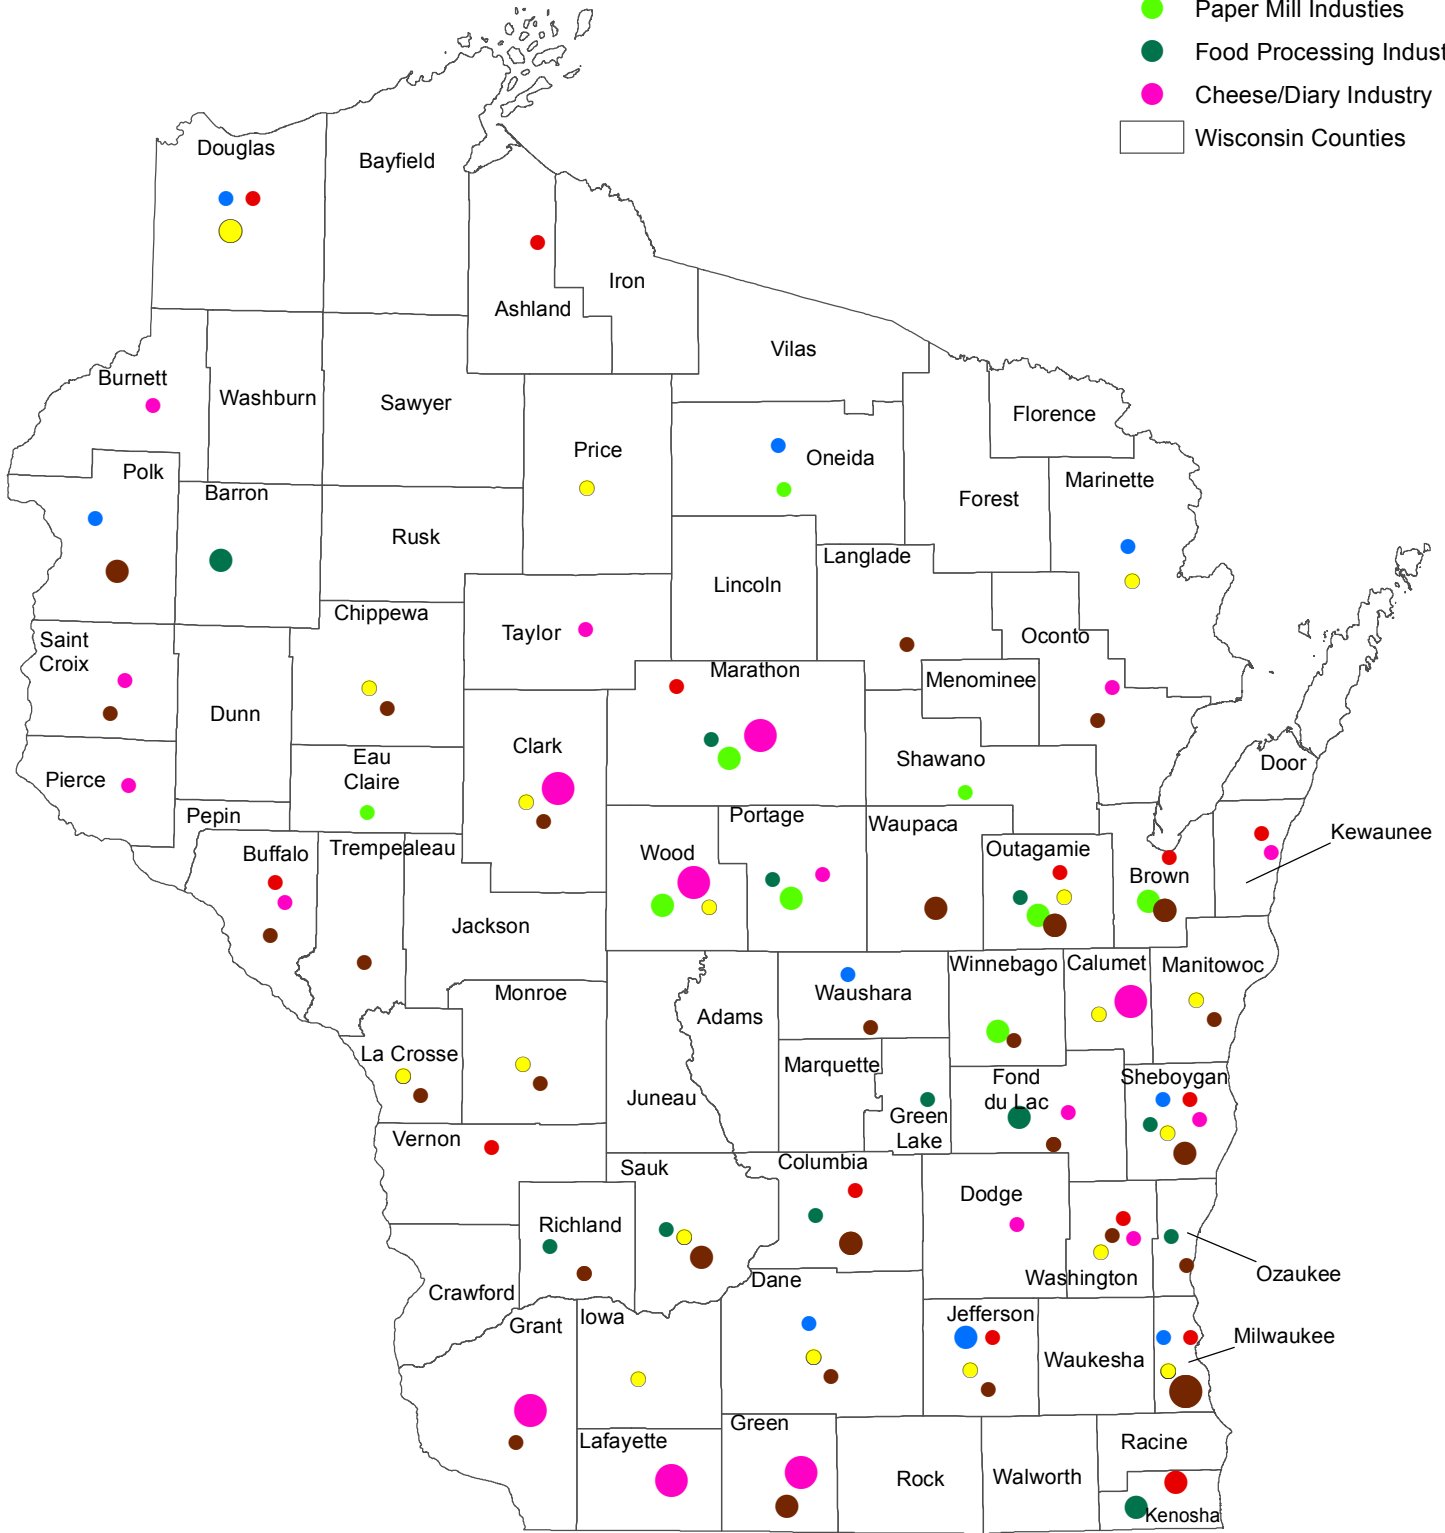 Paper Mill Industies
Food Processing Indust
Cheese/Diary Industry
Wisconsin Counties
Douglas
Bayfield
Iron
Ashland
Vilas
Burnett
Washburn
Sawyer
Florence
Price
Oneida
Polk
Marinette
Barron
Forest
Rusk
Langlade
Lincoln
Chippewa
Taylor
Oconto
Saint
Croix
Marathon
Menominee
Dunn
Clark
Eau
Claire
Shawano
Door
Pierce
Pepin
Portage
Waupaca
Kewaunee
Trempealeau
Outagamie
Buffalo
Wood
Brown
Jackson
Winnebago
Calumet
Manitowoc
Monroe
Waushara
Adams
La Crosse
Marquette
Fond
du Lac
Sheboygan
Juneau
Green
Lake
Vernon
Columbia
Sauk
Dodge
Richland
Ozaukee
Washington
Dane
Crawford
Jefferson
Iowa
Grant
Milwaukee
Waukesha
Green
Lafayette
Racine
Rock
Walworth
Kenosha